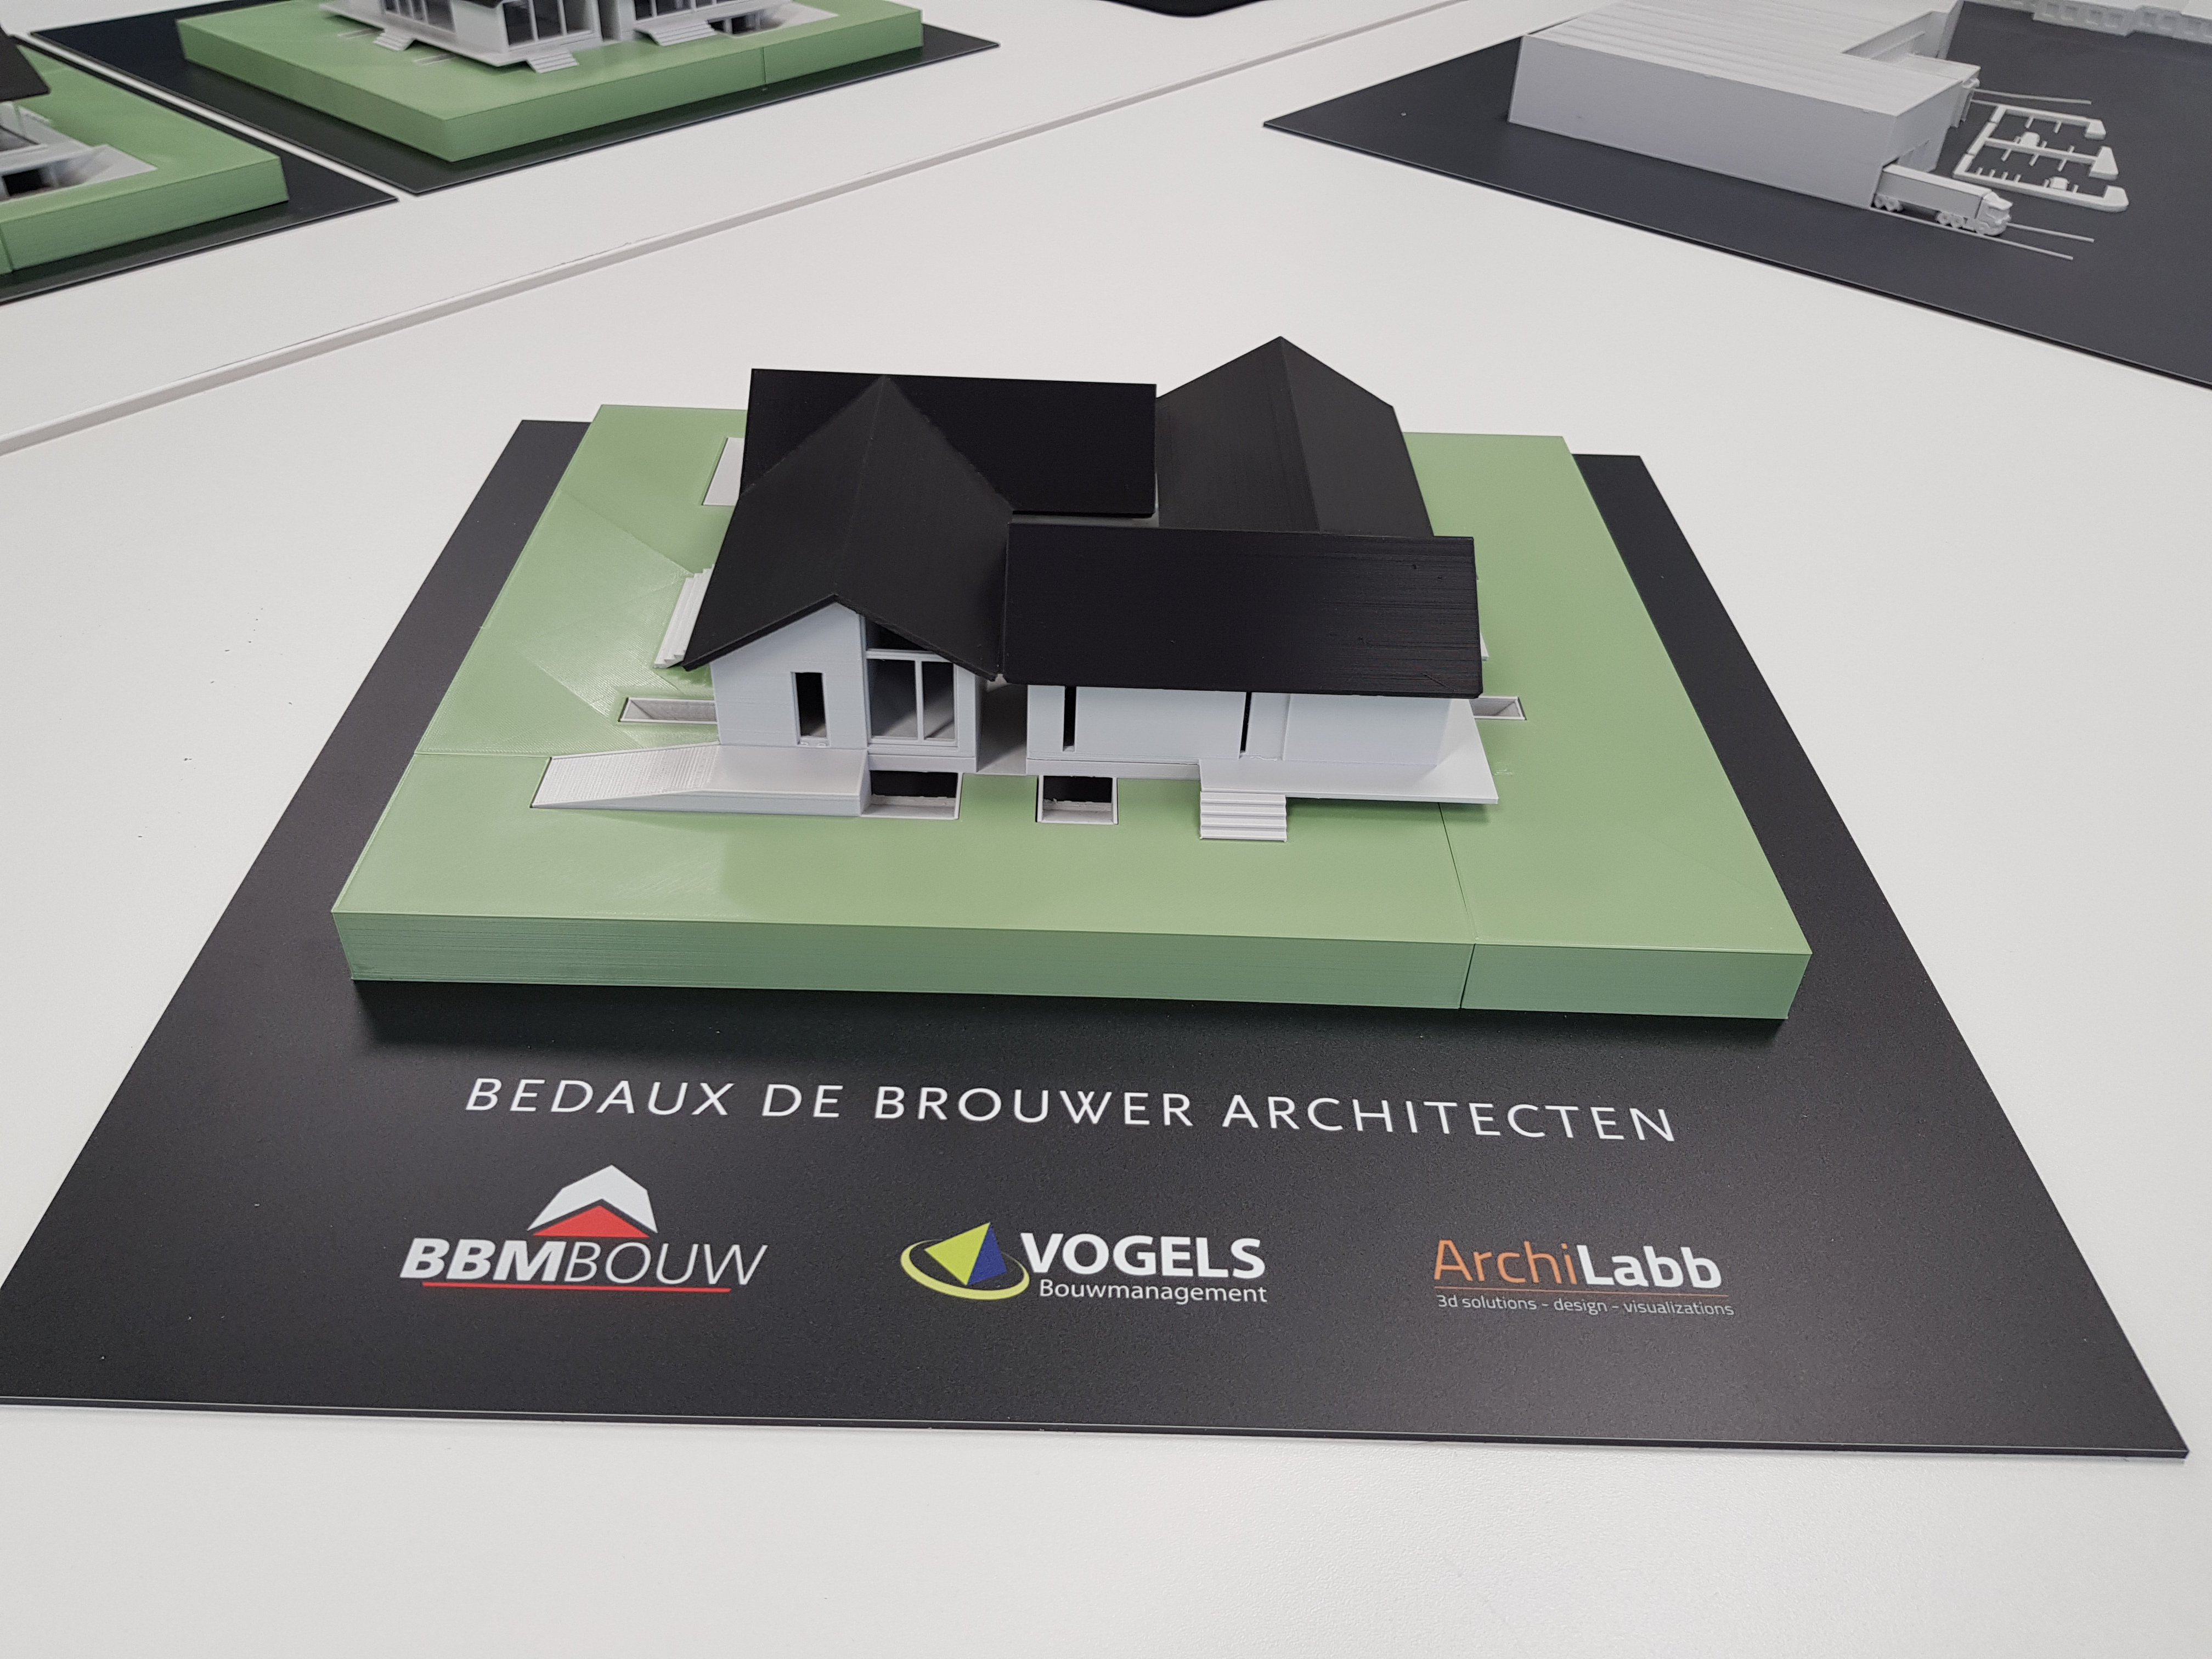 BEDAUX DE BROUWER ARCHITECTEN
BBMBOUW
VOGELS
Bouwmanagement
ArchiLabb
3d solutions - design - visualizations